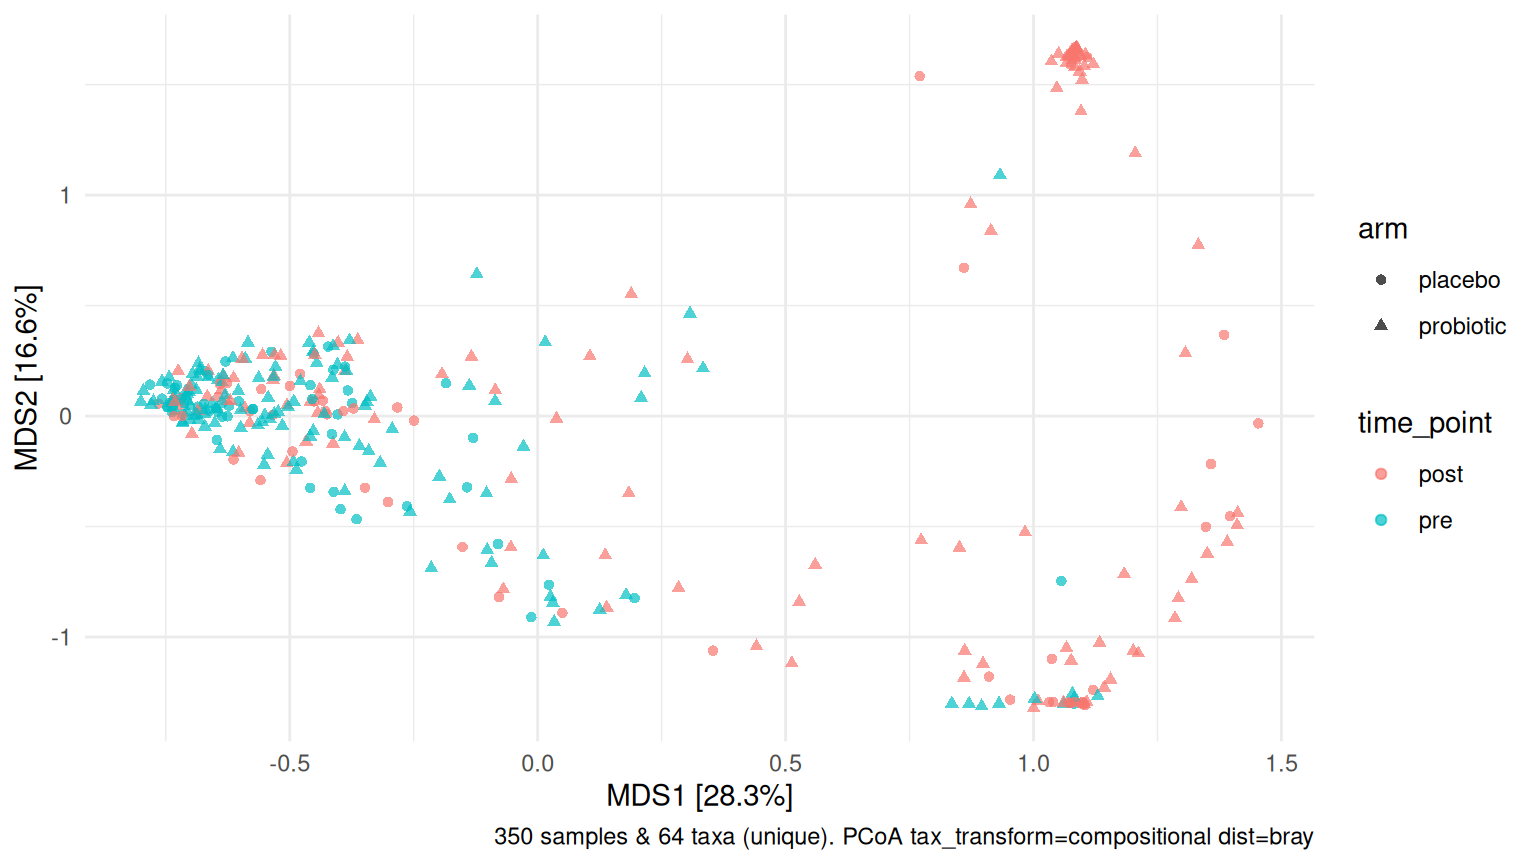 1
0
-1
MDS2 [16.6%]
-0.5
0.0
0.5
1.0
1.5
MDS1 [28.3%]
350 samples & 64 taxa (unique). PCoA tax_transform=compositional dist=bray
arm
placebo
probiotic
time_point
post
pre